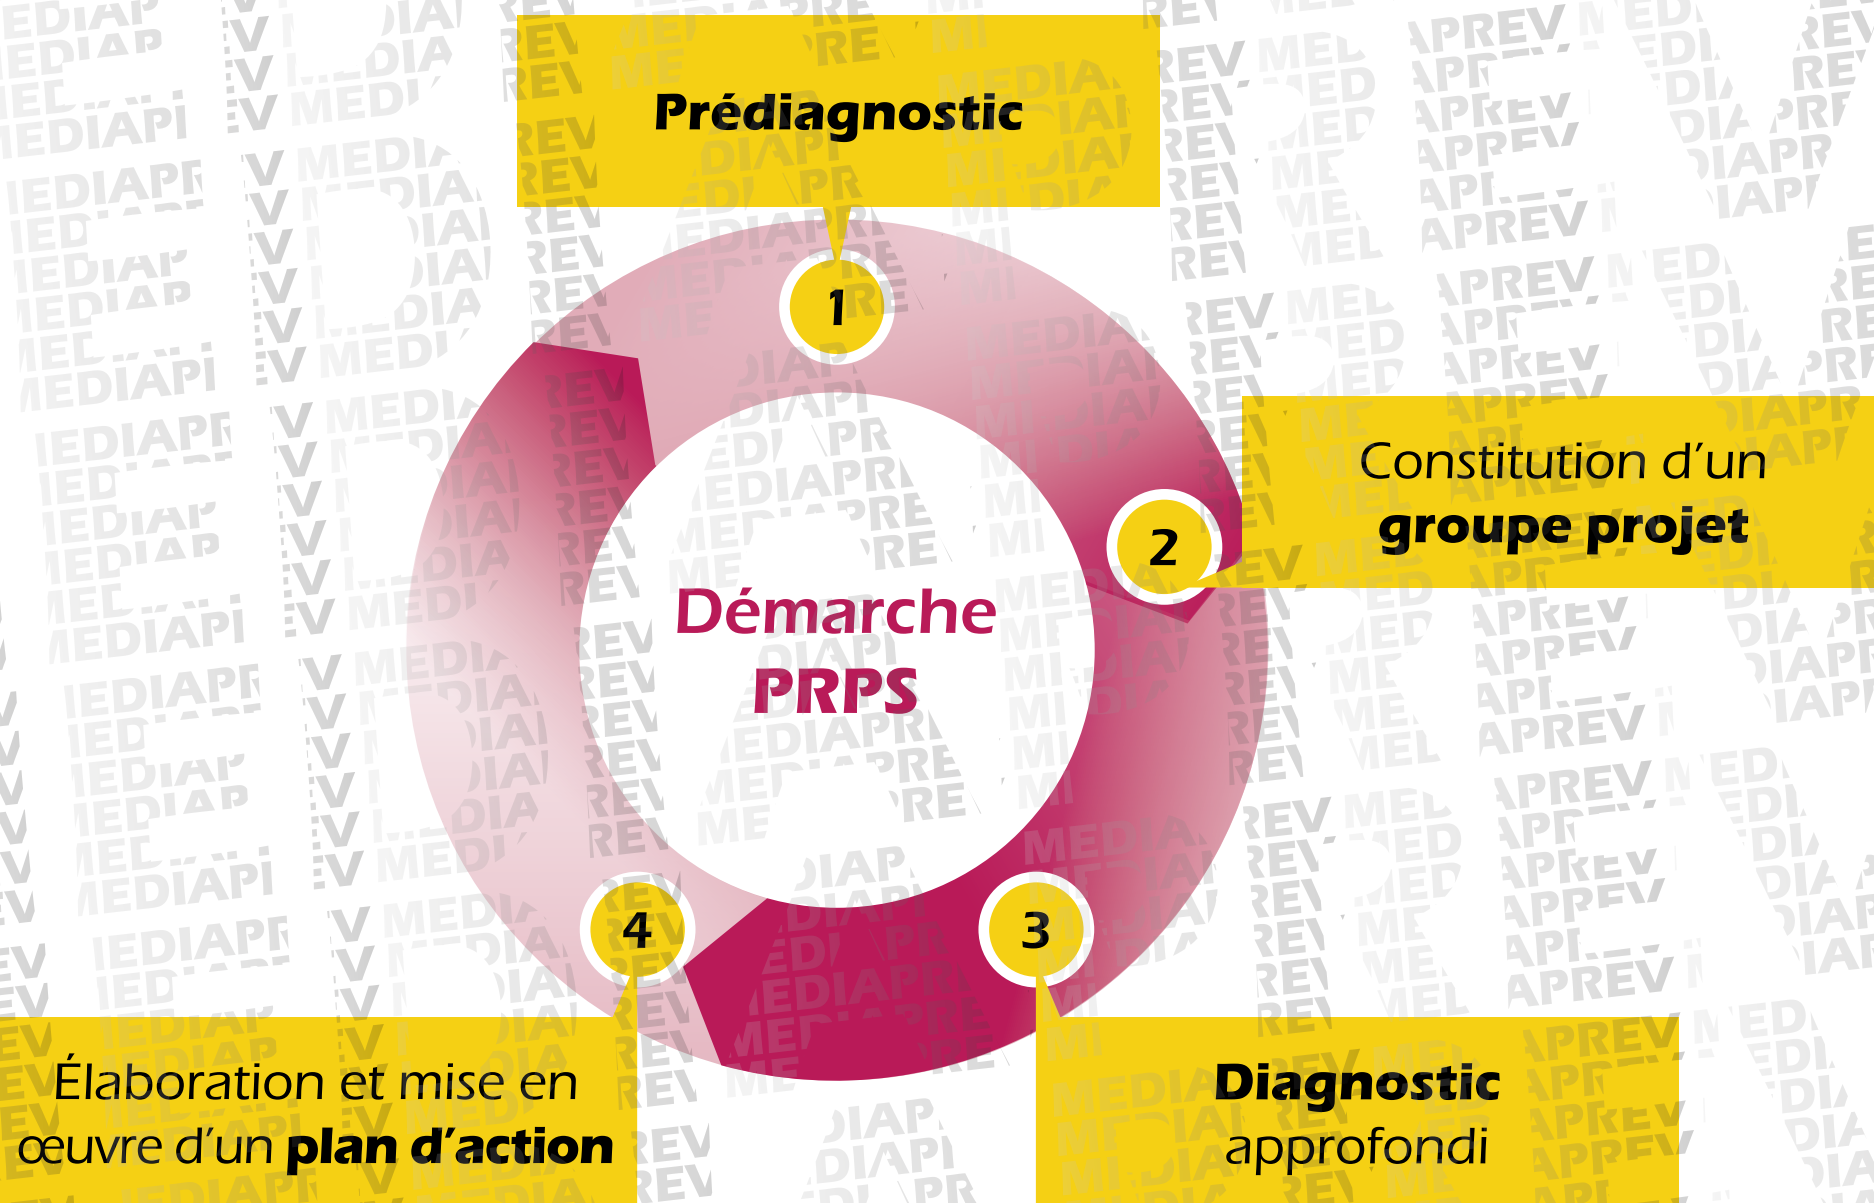 Prédiagnostic
1
Constitution d’un
groupe projet
2
Démarche
PRPS
3
Diagnostic
approfondi
4
Élaboration et mise en
œuvre d’un plan d’action